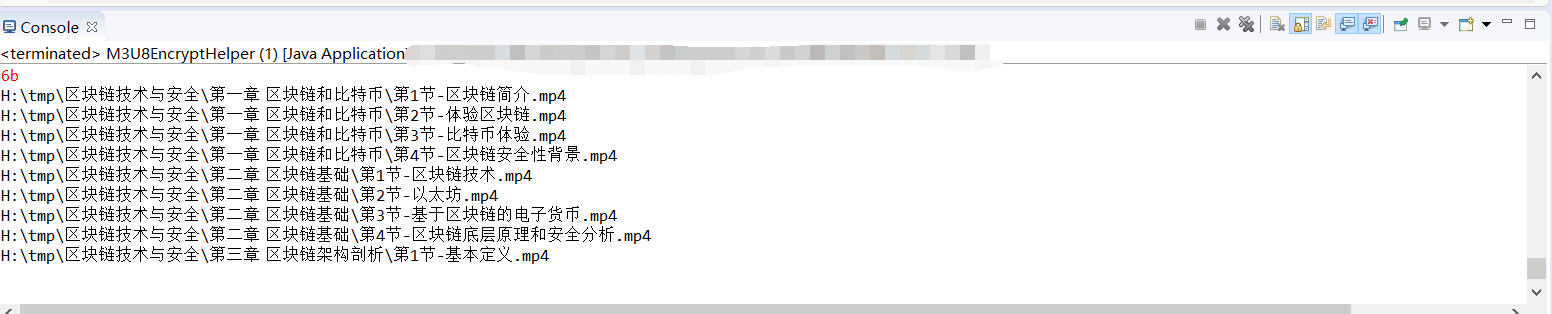 Console
<terminated> M3U8EncryptHelper (1) [Java Application]
6b
H:\tmp\区块链技术与安全\第一章 区块链和比特币\第1节-区块链简介.mp4
H:\tmp\区块链技术与安全\第一章 区块链和比特币\第2节-体验区块链.mp4
H:\tmp\区块链技术与安全\第一章 区块链和比特币\第3节-比特币体验.mp4
H:\tmp\区块链技术与安全\第一章 区块链和比特币\第4节-区块链安全性背景.mp4
H:\tmp\区块链技术与安全\第二章 区块链基础\第1节-区块链技术.mp4
H:\tmp\区块链技术与安全\第二章 区块链基础\第2节-以太坊.mp4
H:\tmp\区块链技术与安全\第二章 区块链基础\第3节-基于区块链的电子货币.mp4
H:\tmp\区块链技术与安全\第二章 区块链基础\第4节-区块链底层原理和安全分析.mp4
H:\tmp\区块链技术与安全\第三章 区块链架构剖析\第1节-基本定义.mp4